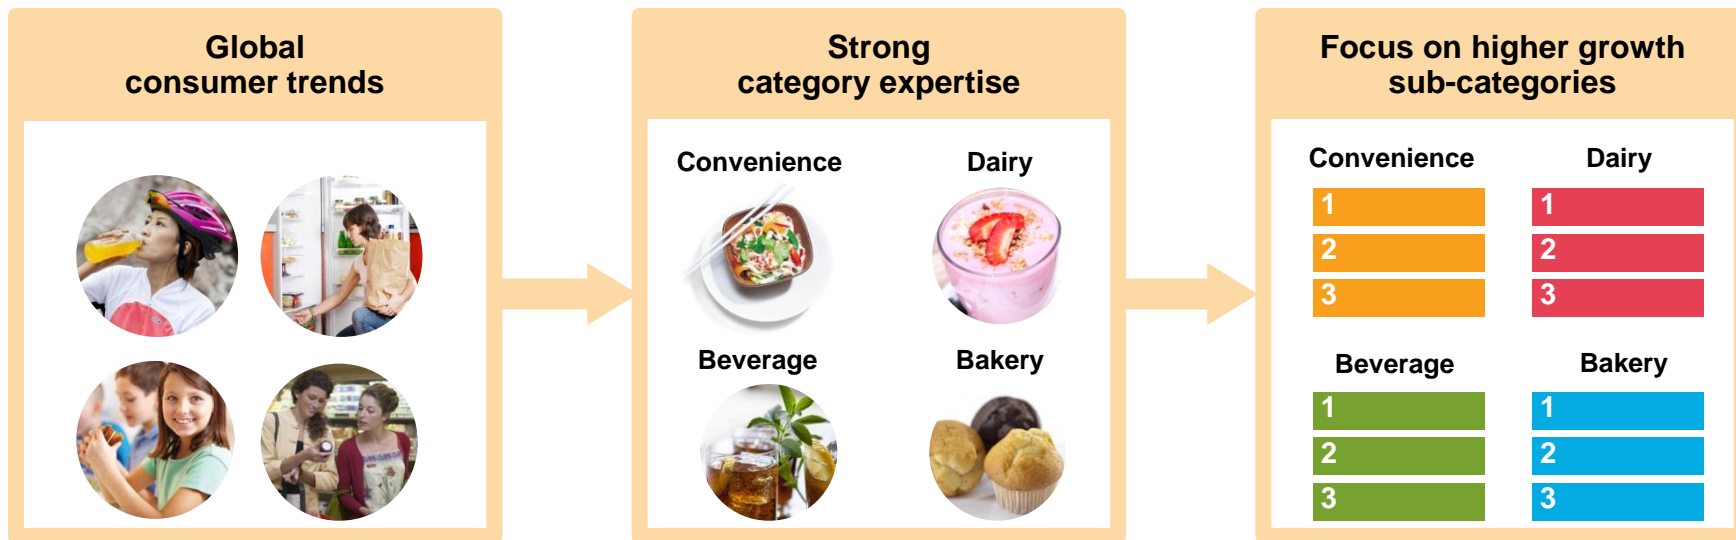 Global
consumer trends
Strong
category expertise
Convenience
Dairy
Beverage
Bakery
Focus on higher growth
sub-categories
Convenience
1
2
3
Dairy
1
2
3
Beverage
1
2
3
Bakery
1
2
3